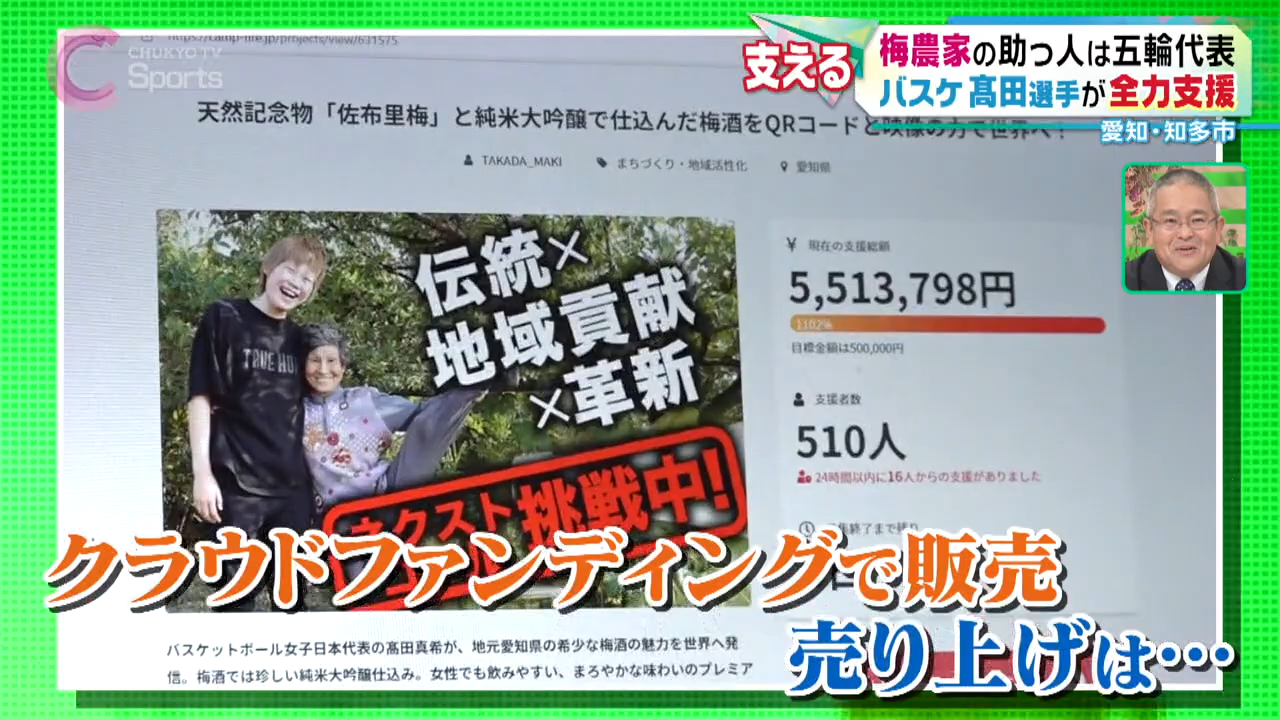 https://camp-fire.jp/projects/view/631575
CHUKYO TV
Sports
支える
梅農家の助っ人は五輪代表
バスケ髙田選手が全力支援
愛知・知多市
天然記念物「佐布里梅」と純米大吟醸で仕込んだ梅酒をQRコードと映像の力で世界へ！
TAKADA_MAKI
まちづくり・地域活性化
愛知県
伝統×
地域貢献
×革新
ネクスト
挑戦中!
¥ 現在の支援総額
5,513,798円
1102%
目標金額は500,000円
支援者数
510人
24時間以内に16人からの支援がありました
クラウドファンディングで販売
売り上げは…
バスケットボール女子日本代表の髙田真希が、地元愛知県の希少な梅酒の魅力を世界へ発
信。梅酒では珍しい純米大吟醸仕込み。女性でも飲みやすい、まろやかな味わいのプレミア